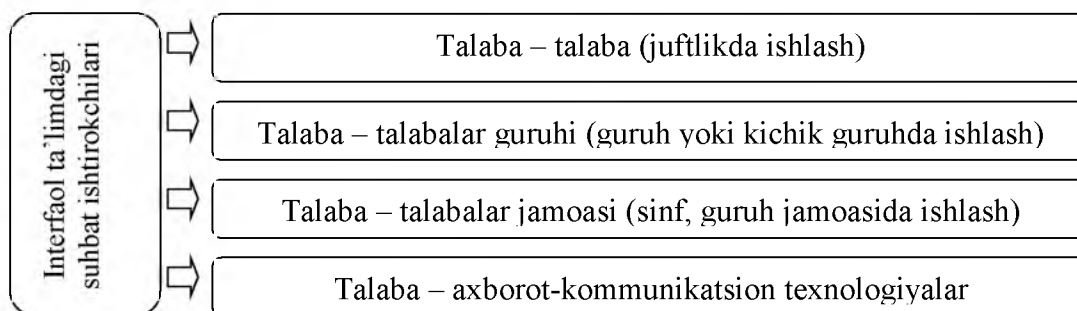 Interfaol ta`limdagi
suhbat ishtirokchilari
Talaba – talaba (juftlikda ishlash)
Talaba – talabalar guruhi (guruh yoki kichik guruhda ishlash)
Talaba – talabalar jamoasi (sinf, guruh jamoasida ishlash)
Talaba – axborot-kommunikatsion texnologiyalar